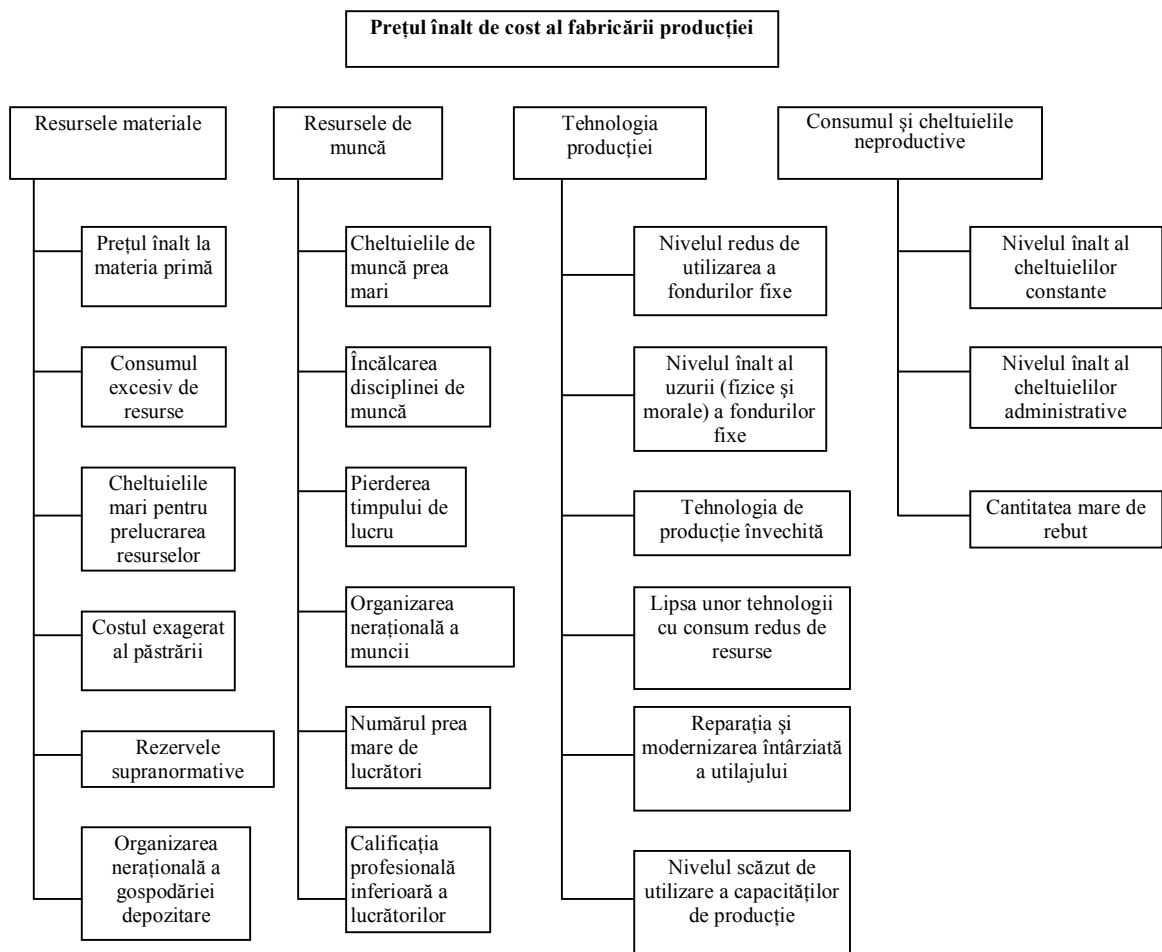 Prețul înalt de cost al fabricării producției
Resursele materiale
Prețul înalt la
materia primă
Consumul
excesiv de
resurse
Cheltuielile
mari pentru
prelucrarea
resurselor
Costul exagerat
al păstrării
Rezervele
supranormative
Organizarea
nerațională a
gospodăriei
depozitare
Resursele de
muncă
Cheltuielile de
muncă prea
mari
Încălcarea
disciplinei de
muncă
Pierderea
timpului de
lucru
Organizarea
nerațională a
muncii
Numărul prea
mare de
lucrători
Calificația
profesională
inferioară a
lucrătorilor
Tehnologia
producției
Nivelul redus de
utilizarea a
fondurilor fixe
Nivelul înalt al
uzurii (fizice şi
morale) a fondurilor
fixe
Tehnologia de
producție învechită
Lipsa unor tehnologii
cu consum redus de
resurse
Reparația şi
modernizarea întârziată
a utilajului
Nivelul scăzut de
utilizare a capacităților
de producție
Consumul şi cheltuielile
neproductive
Nivelul înalt al
cheltuielilor
constante
Nivelul înalt al
cheltuielilor
administrative
Cantitatea mare de
rebut